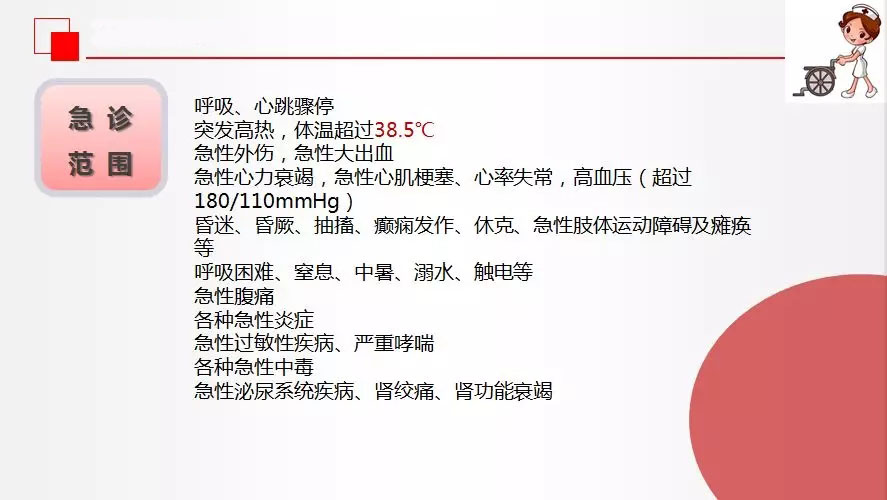 急 诊
范 围
呼吸、心跳骤停
突发高热，体温超过38.5℃
急性外伤，急性大出血
急性心力衰竭，急性心肌梗塞、心率失常，高血压（超过
180/110mmHg）
昏迷、昏厥、抽搐、癫痫发作、休克、急性肢体运动障碍及瘫痪
等
呼吸困难、窒息、中暑、溺水、触电等
急性腹痛
各种急性炎症
急性过敏性疾病、严重哮喘
各种急性中毒
急性泌尿系统疾病、肾绞痛、肾功能衰竭